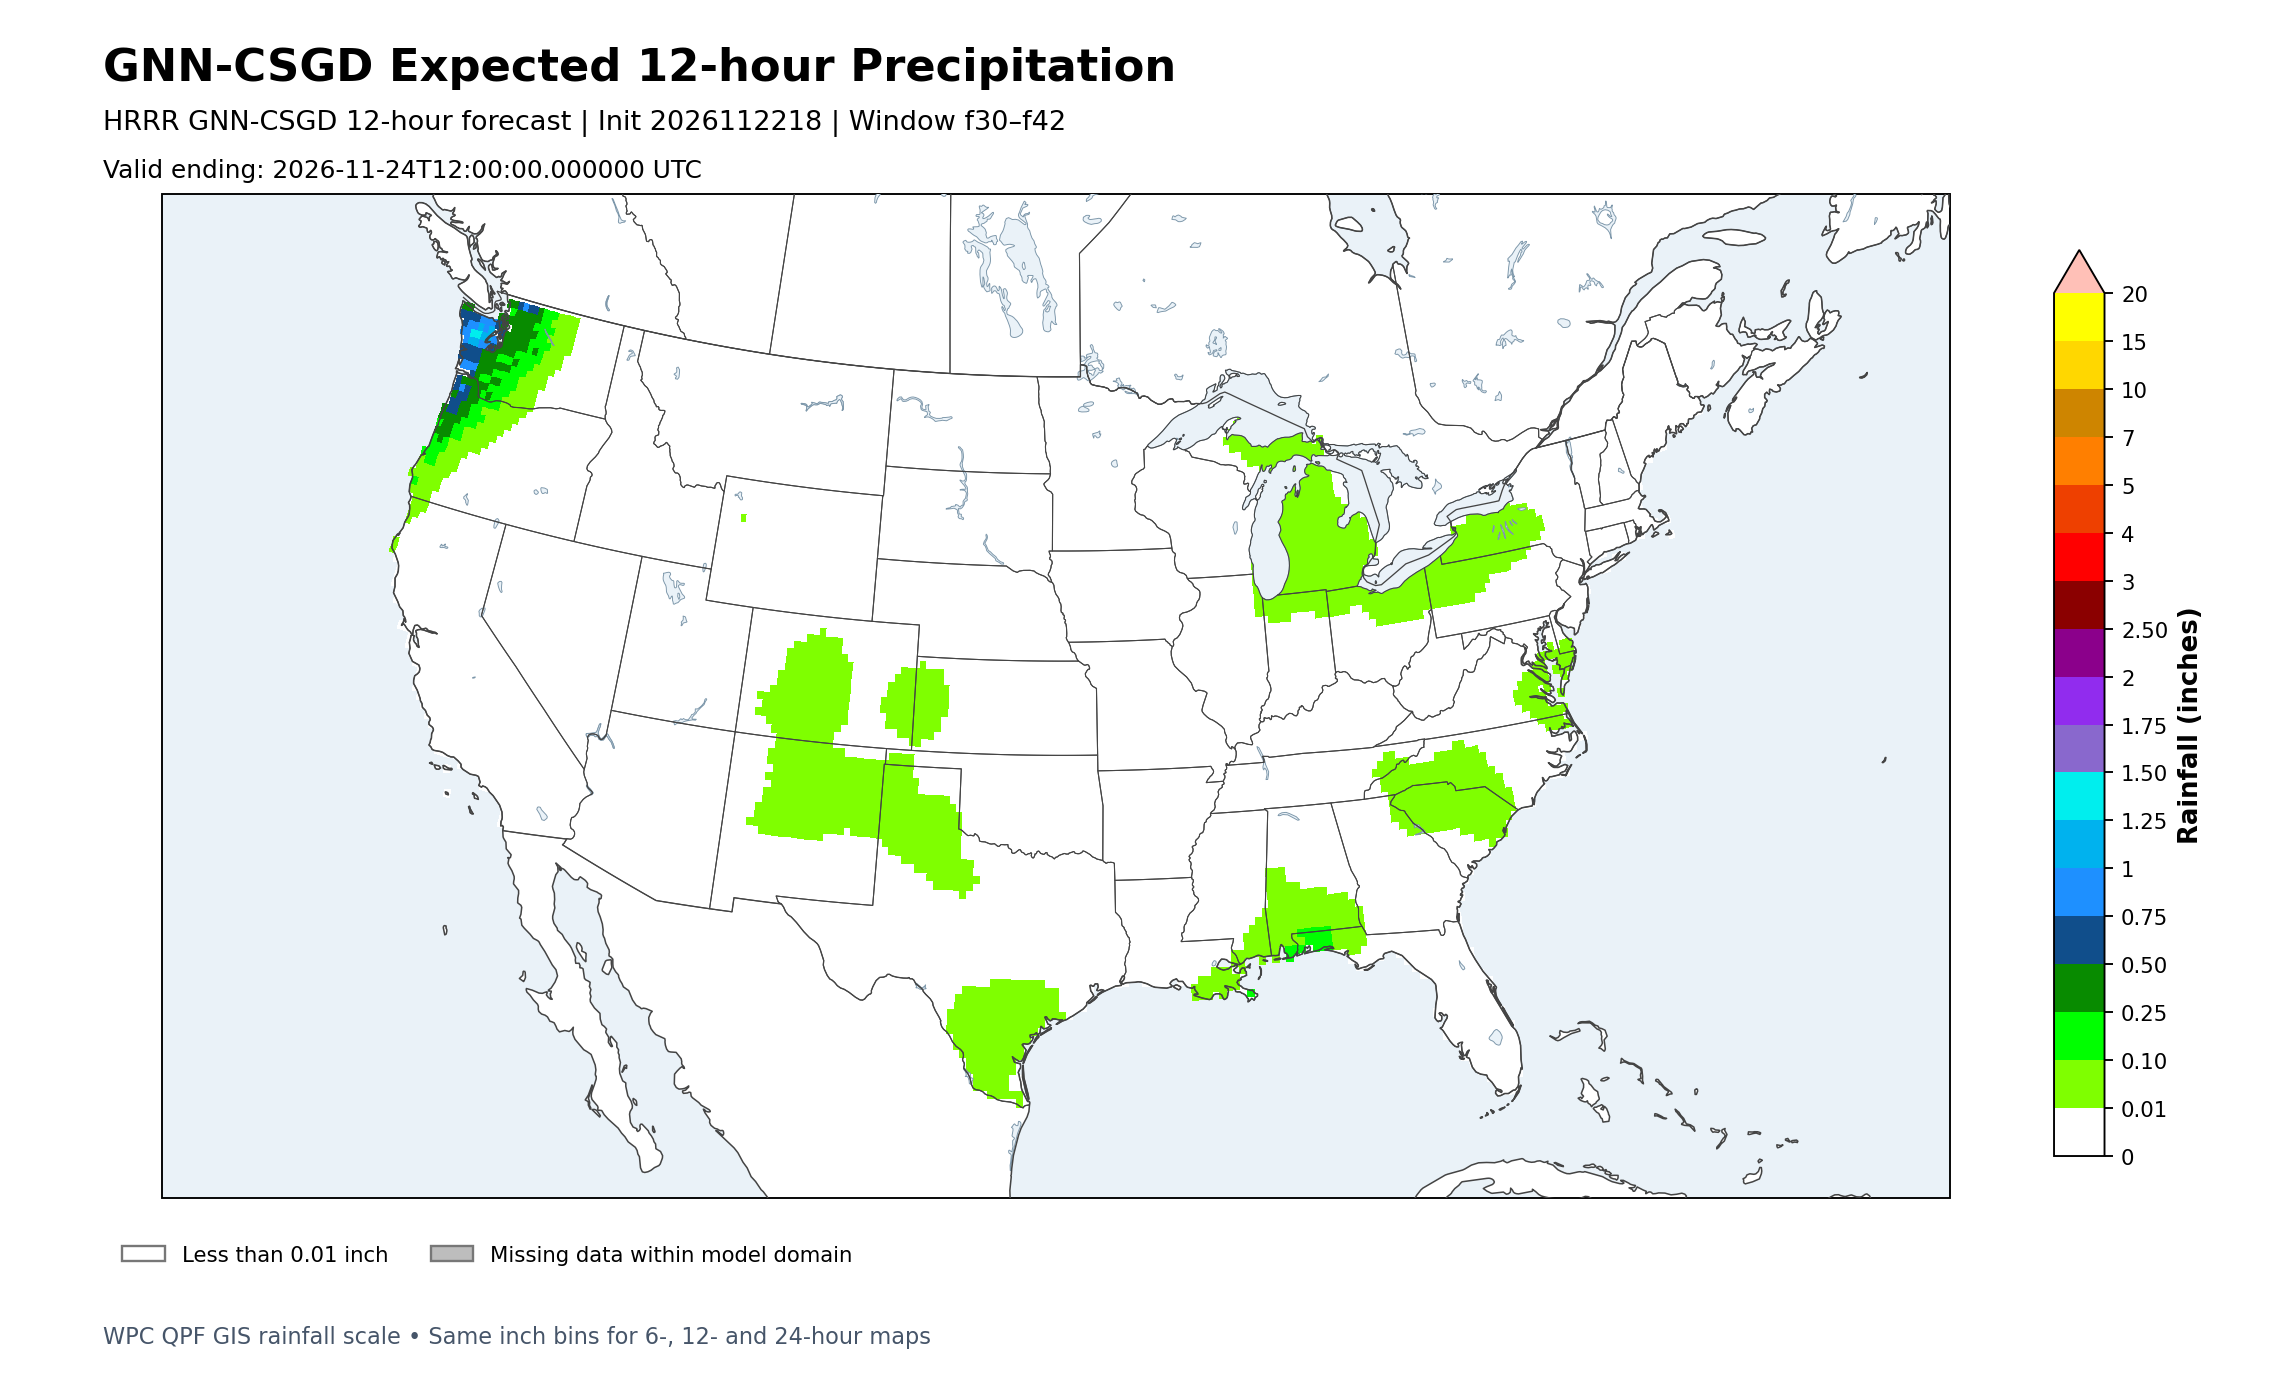 GNN-CSGD Expected 12-hour Precipitation
HRRR GNN-CSGD 12-hour forecast | Init 2026112218 | Window f30–f42
Valid ending: 2026-11-24T12:00:00.000000 UTC
20
15
10
7
5
4
3
2.50
2
1.75
1.50
1.25
1
0.75
0.50
0.25
0.10
0.01
0
Rainfall (inches)
Less than 0.01 inch
Missing data within model domain
WPC QPF GIS rainfall scale • Same inch bins for 6-, 12- and 24-hour maps